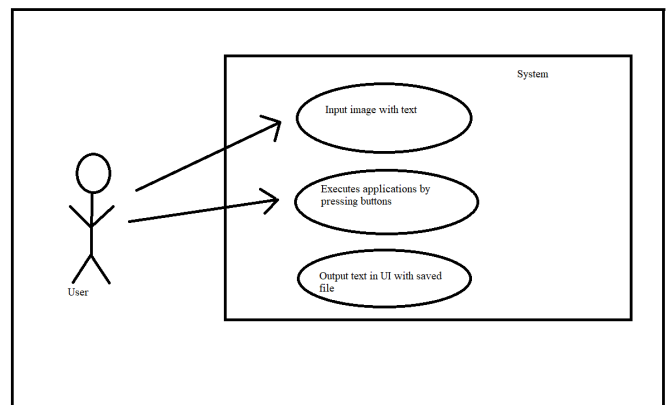 System
Input image with text
Executes applications by
pressing buttons
Output text in UI with saved
file
User